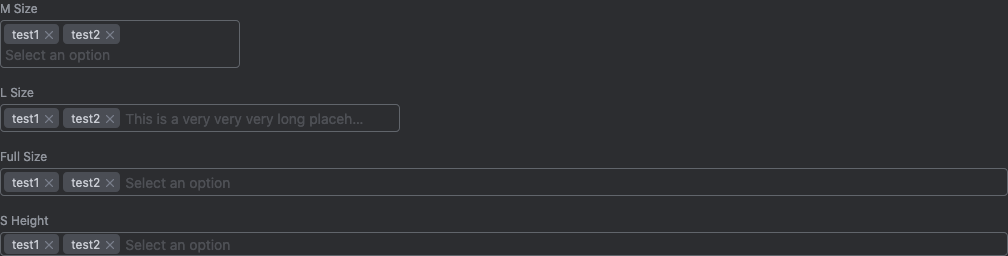 M Size
test1 × test2 ×
Select an option
L Size
test1 × test2 × This is a very very very long placeh...
Full Size
test1 × test2 × Select an option
S Height
test1 × test2 × Select an option